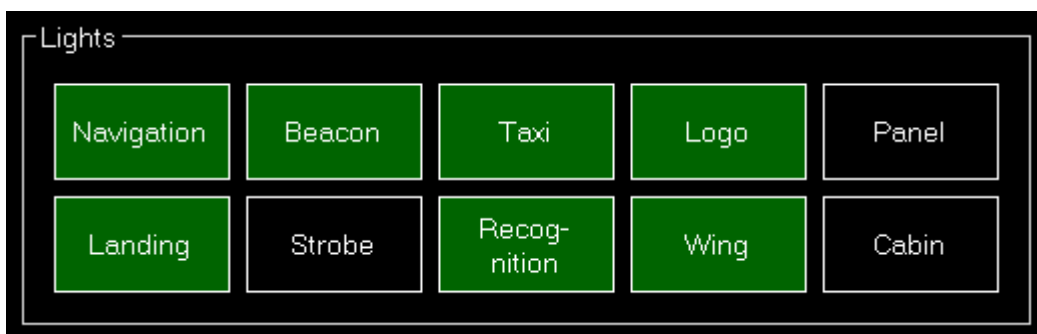 Lights
Navigation
Beacon
Taxi
Logo
Panel
Landing
Strobe
Recog-
nition
Wing
Cabin